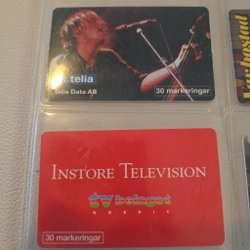 telia
Telia Data AB
30 markeringar
INSTORE TELEVISION
tv bolaget
NORDIC
30 markeringar